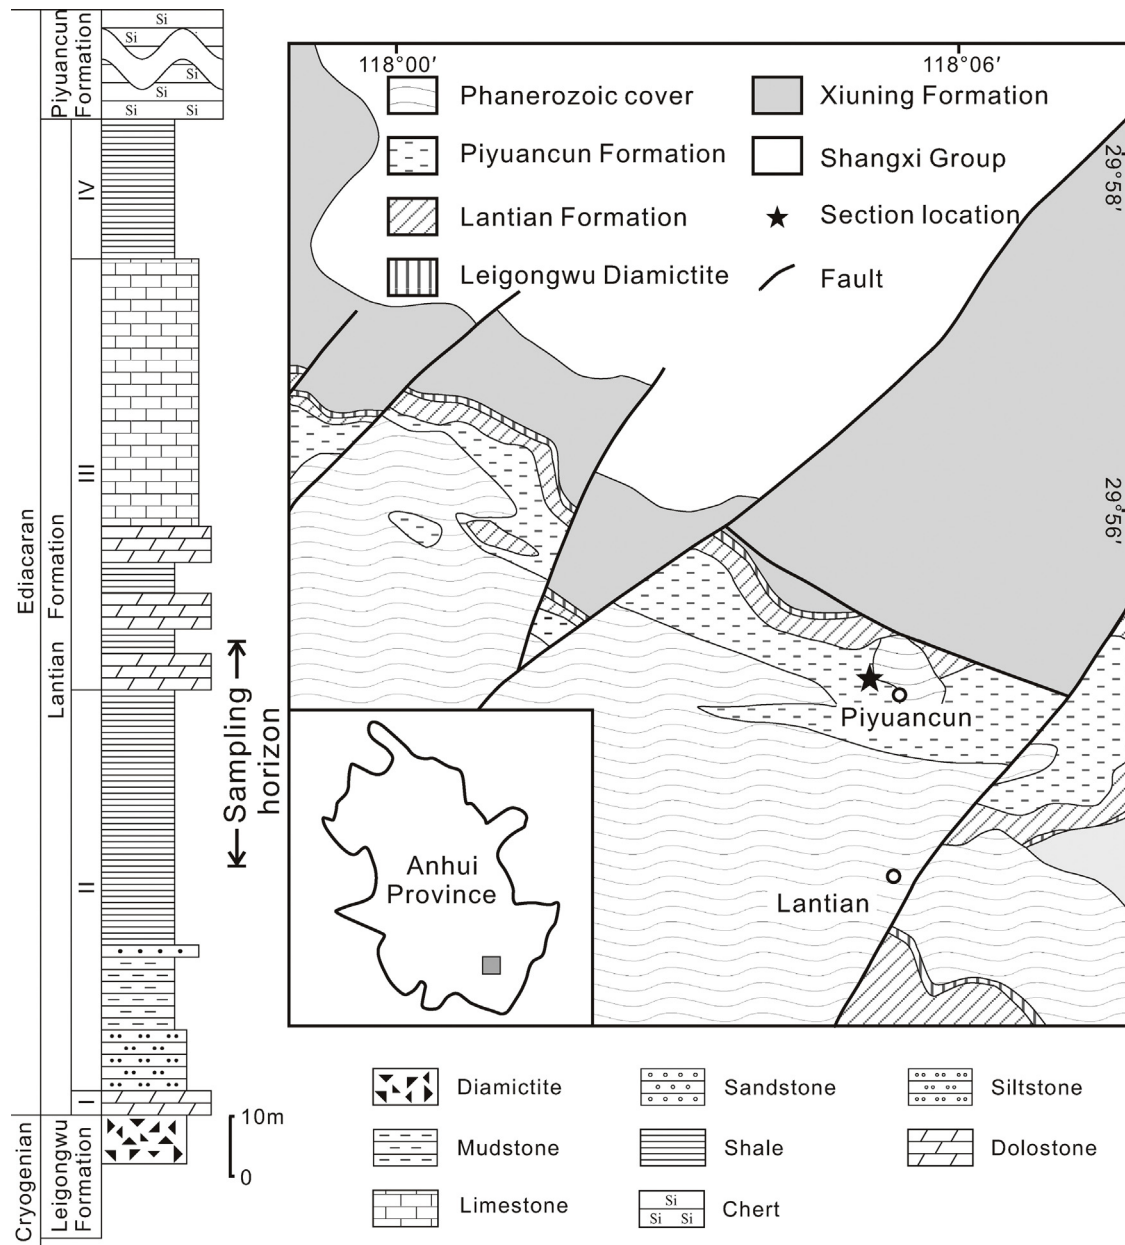 Piyuancun
Formation
Si
Si
Si
Si
Si Si
Ediacaran
Lantian Formation
IV
III
II
I
Cryogenian
Leigongwu
Formation
Sampling
horizon
10m
0
118°00′
118°06′
29°58′
29°56′
Phanerozoic cover
Piyuancun Formation
Lantian Formation
Leigongwu Diamictite
Xiuning Formation
Shangxi Group
Section location
Fault
Piyuancun
Lantian
Anhui
Province
Diamictite
Sandstone
Siltstone
Mudstone
Shale
Dolostone
Limestone
Si
Si Si
Chert